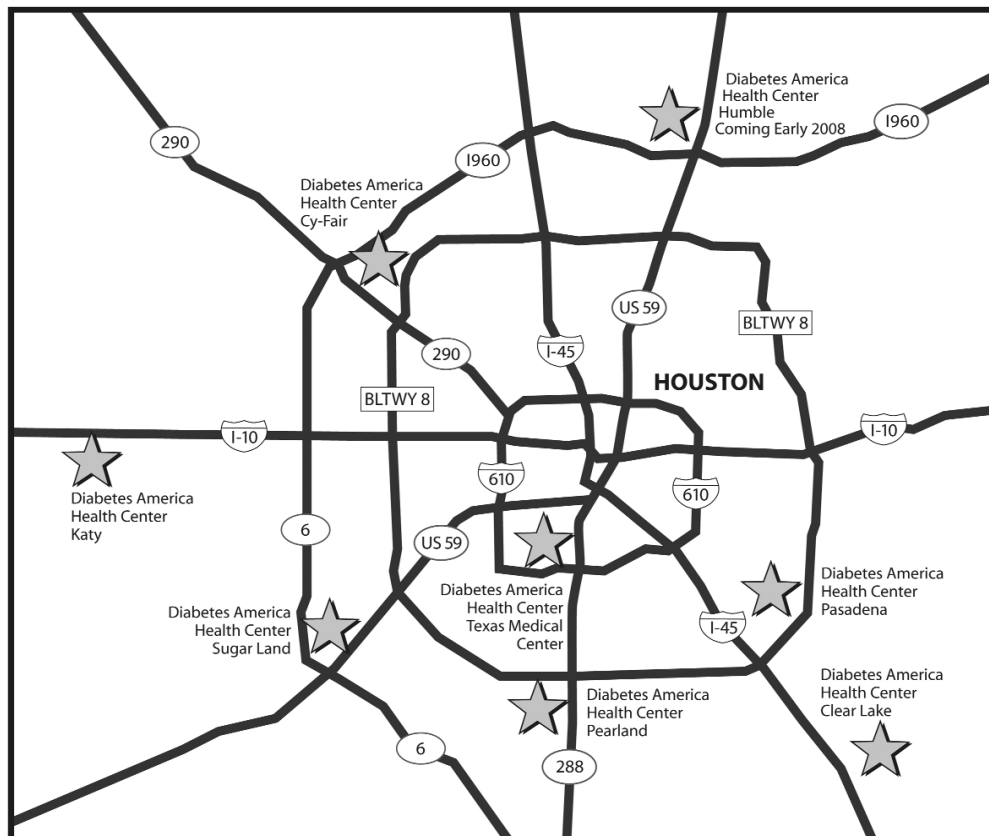 Diabetes America
Health Center
Humble
Coming Early 2008
I960
290
I960
Diabetes America
Health Center
Cy-Fair
US 59
BLTWY 8
I-45
290
HOUSTON
BLTWY 8
I-10
I-10
610
610
Diabetes America
Health Center
Katy
6
US 59
Diabetes America
Health Center
Texas Medical
Center
Diabetes America
Health Center
Pasadena
Diabetes America
Health Center
Sugar Land
I-45
Diabetes America
Health Center
Clear Lake
Diabetes America
Health Center
Pearland
6
288